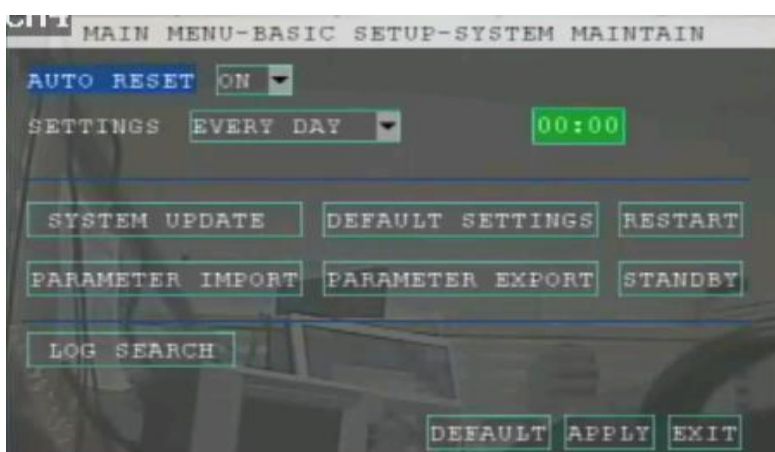 CH4
MAIN MENU-BASIC SETUP-SYSTEM MAINTAIN
AUTO RESET ON
SETTINGS EVERY DAY 00:00
SYSTEM UPDATE DEFAULT SETTINGS RESTART
PARAMETER IMPORT PARAMETER EXPORT STANDBY
LOG SEARCH
DEFAULT APPLY EXIT